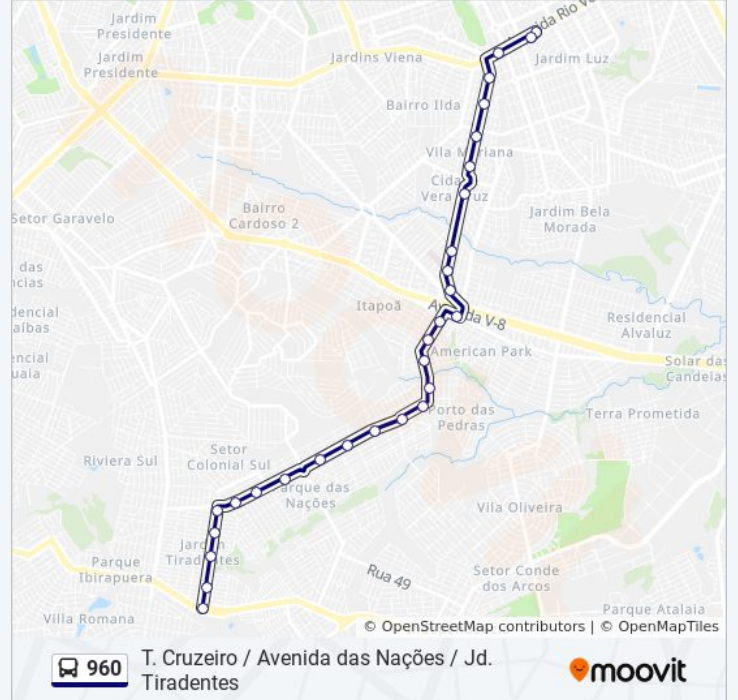 Jardim
Presidente
Jardim
Presidente
Jardins Viena
Jardim Luz
Bairro Ilda
Setor Garavelo
Bairro
Cardoso 2
Jardim Bela
Morada
das
Itapoã
Residencial
Alvaluz
American Park
Solar das
Candeias
Porto das
Pedras
Terra Prometida
Setor
Colonial Sul
Riviera Sul
Nações
Vila Oliveira
Parque
Ibirapuera
Rua 49
Setor Conde
dos Arcos
Villa Romana
Parque Atalaia
© OpenStreetMap contributors | © OpenMapTiles
960
T. Cruzeiro / Avenida das Nações / Jd.
Tiradentes
moovit